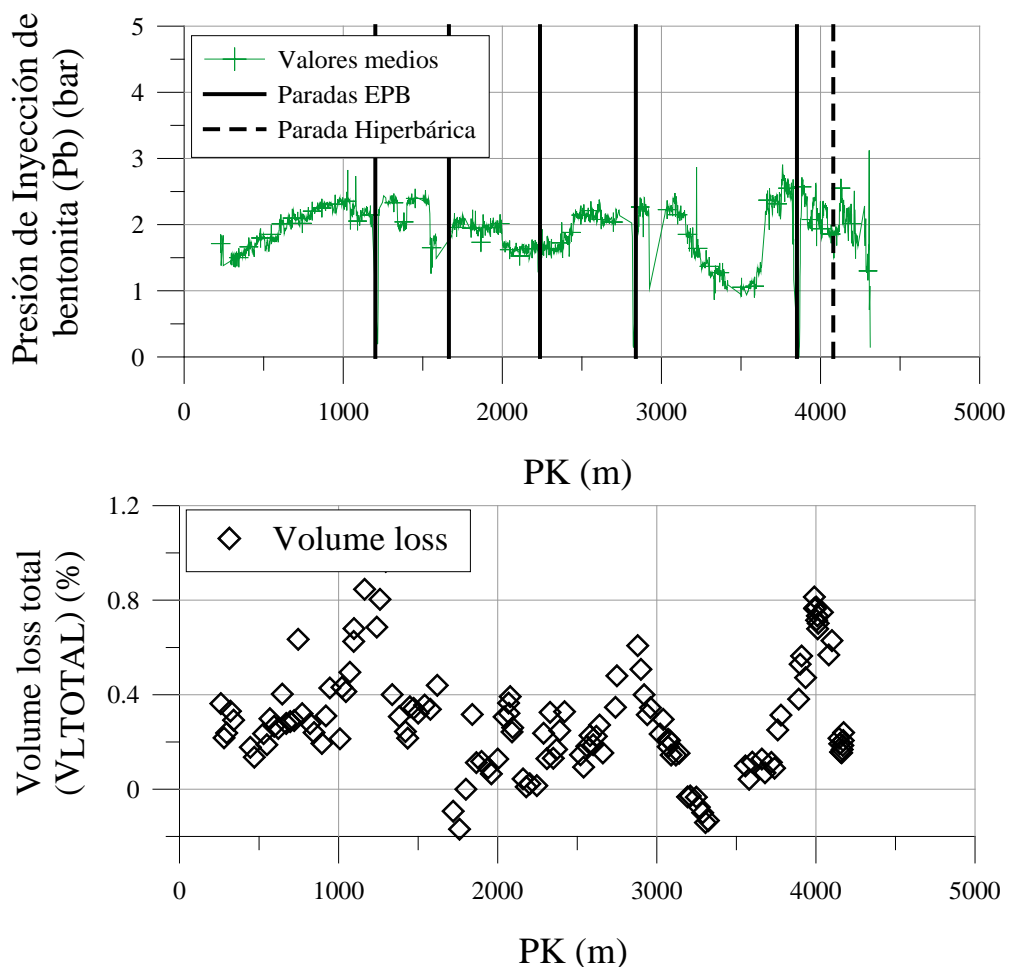 Presión de Inyección de
bentonita (Pb) (bar)
5
4
3
2
1
0
Valores medios
Paradas EPB
Parada Hiperbárica
0 1000 2000 3000 4000 5000
PK (m)
Volume loss total
(VLTOTAL) (%)
1.2
0.8
0.4
0
Volume loss
0 1000 2000 3000 4000 5000
PK (m)